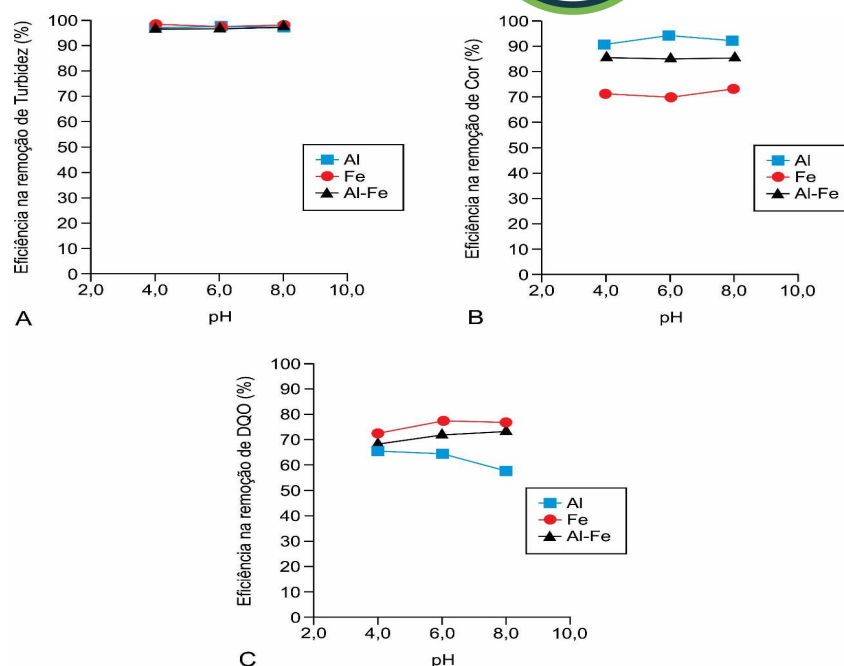 Eficiência na remoção de Turbidez (%)
100
90
80
70
60
50
40
30
20
10
0
2,0 4,0 6,0 8,0 10,0
pH
Al
Fe
Al-Fe
A
Eficiência na remoção de Cor (%)
100
90
80
70
60
50
40
30
20
10
0
2,0 4,0 6,0 8,0 10,0
pH
Al
Fe
Al-Fe
B
Eficiência na remoção de DQO (%)
100
90
80
70
60
50
40
30
20
10
0
2,0 4,0 6,0 8,0 10,0
pH
Al
Fe
Al-Fe
C